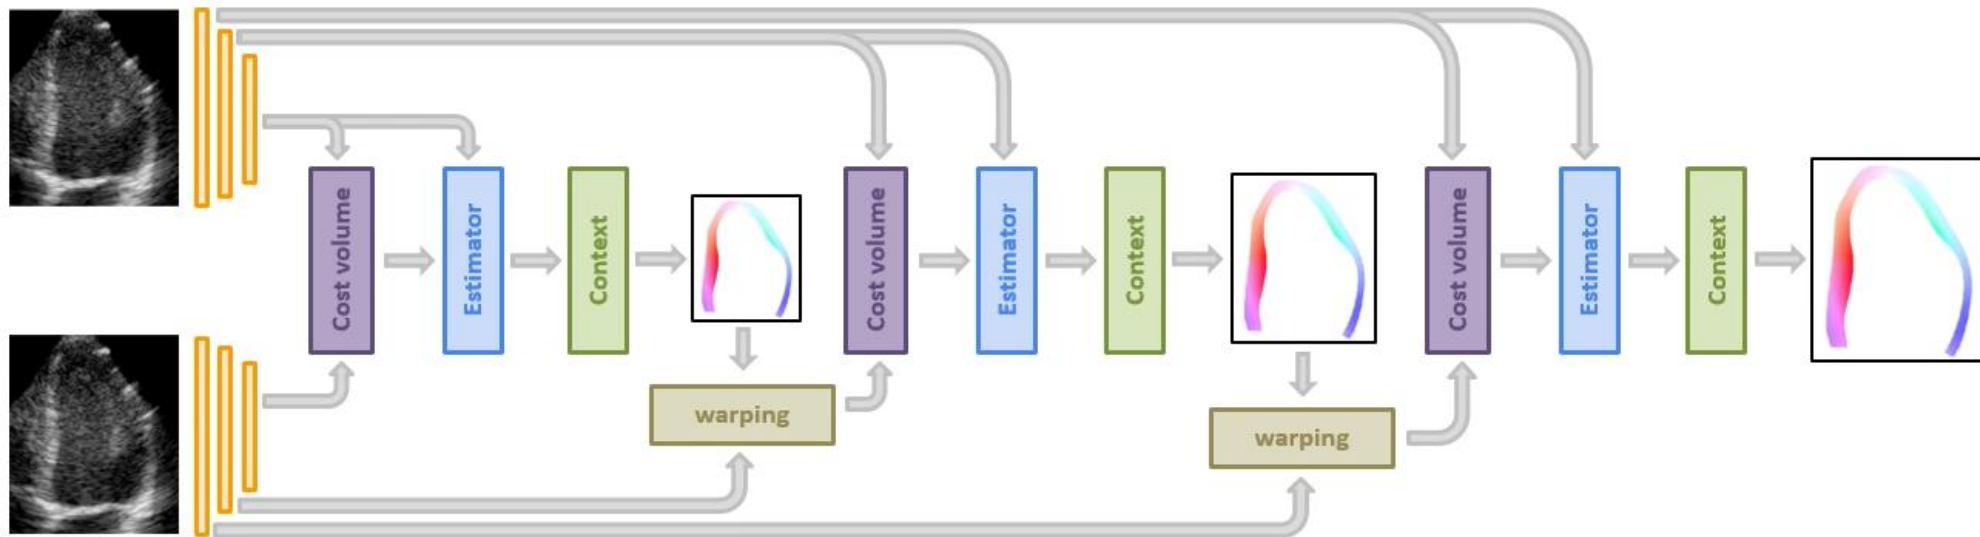 Cost volume
Estimator
Context
warping
Cost volume
Estimator
Context
warping
Cost volume
Estimator
Context